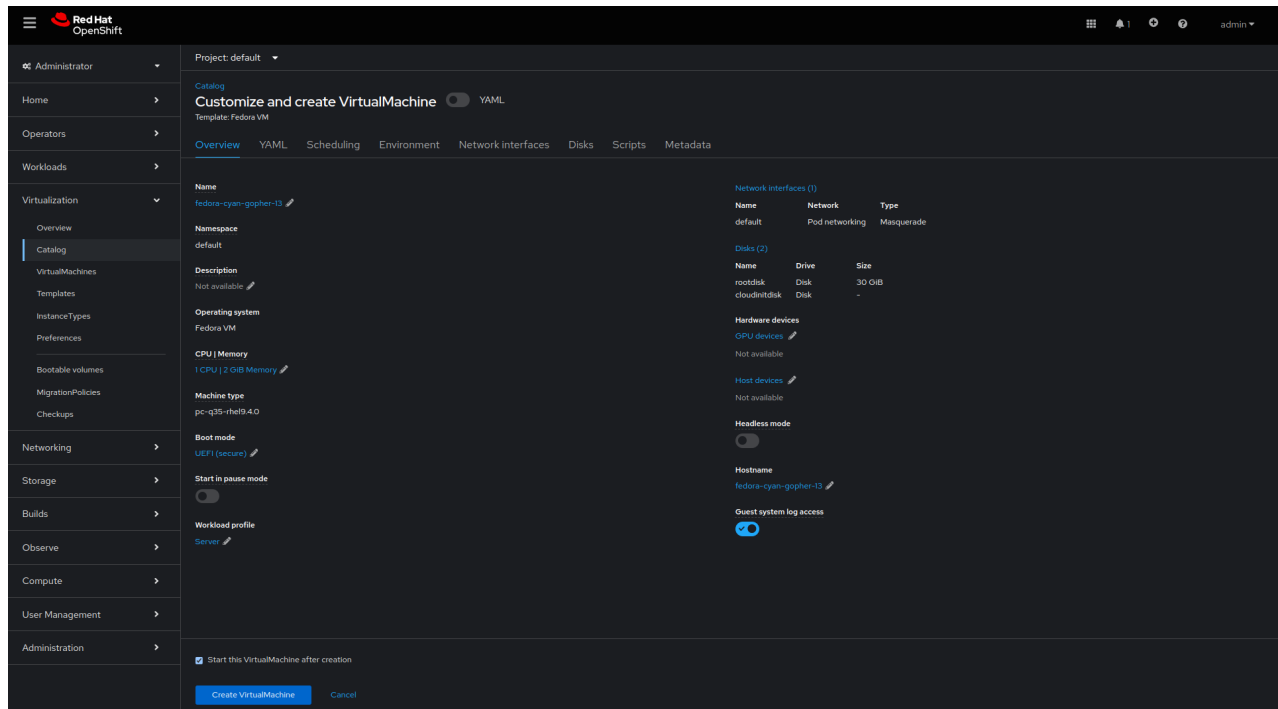 Red Hat
OpenShift
1
admin
Administrator
Home
Operators
Workloads
Virtualization
Overview
Catalog
VirtualMachines
Templates
InstanceTypes
Preferences
Bootable volumes
MigrationPolicies
Checkups
Networking
Storage
Builds
Observe
Compute
User Management
Administration
Project: default
Catalog
Customize and create VirtualMachine YAML
Template: Fedora VM
Overview YAML Scheduling Environment Network interfaces Disks Scripts Metadata
Name
fedora-cyan-gopher-13
Namespace
default
Description
Not available
Operating system
Fedora VM
CPU | Memory
1 CPU | 2 GiB Memory
Machine type
pc-q35-rhel9.4.0
Boot mode
UEFI (secure)
Start in pause mode
Workload profile
Server
Network interfaces (1)
Name Network Type
default Pod networking Masquerade
Disks (2)
Name Drive Size
rootdisk Disk 30 GiB
cloudinitdisk Disk -
Hardware devices
GPU devices
Not available
Host devices
Not available
Headless mode
Hostname
fedora-cyan-gopher-13
Guest system log access
Start this VirtualMachine after creation
Create VirtualMachine Cancel